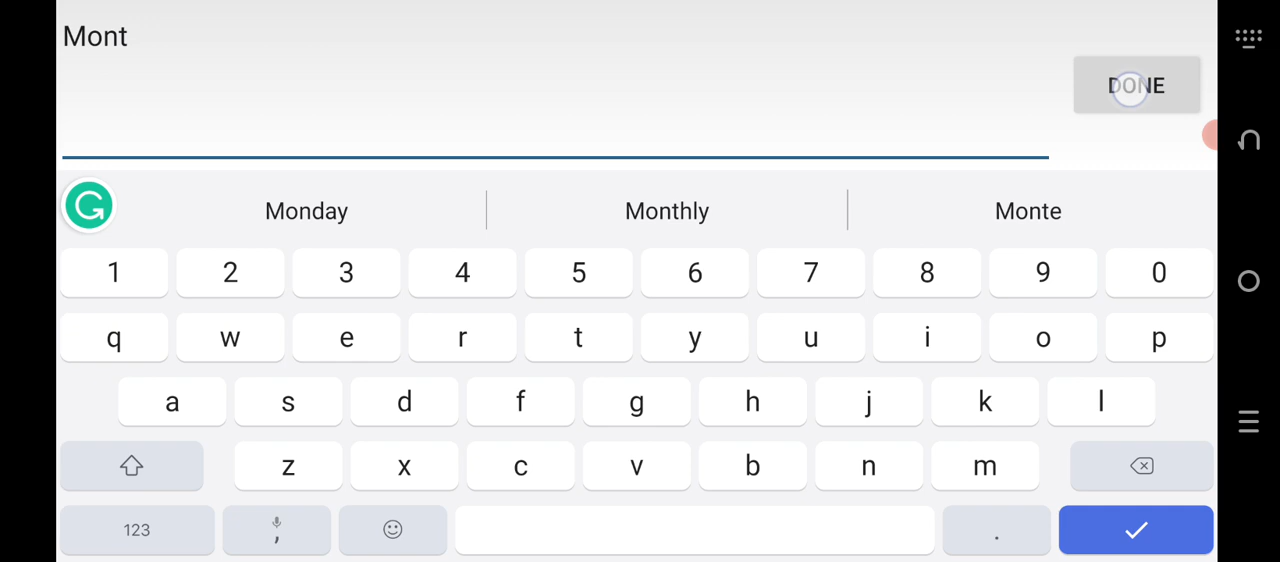 Mont
DONE
Monday Monthly Monte
1 2 3 4 5 6 7 8 9 0
q w e r t y u i o p
a s d f g h j k l
z x c v b n m
123 , .